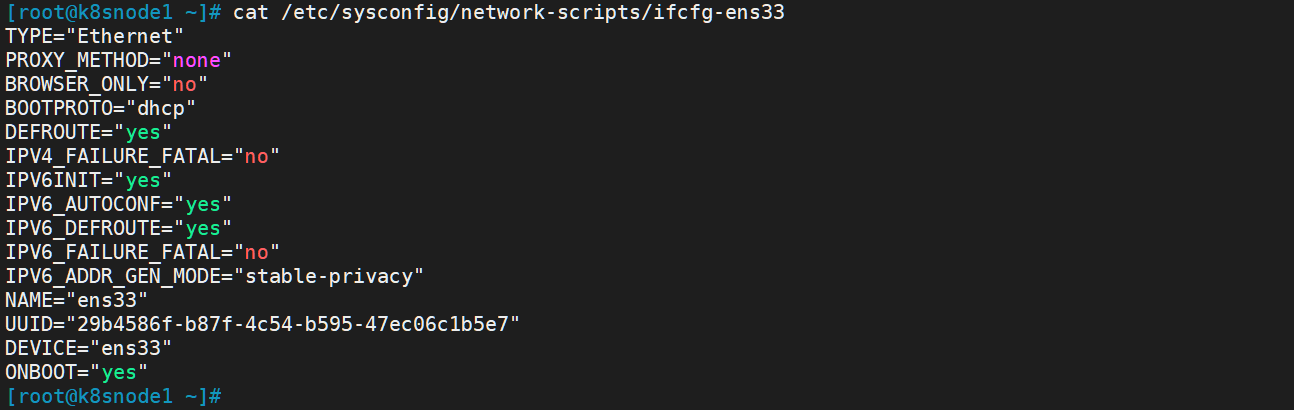 [root@k8snode1 ~]# cat /etc/sysconfig/network-scripts/ifcfg-ens33
TYPE="Ethernet"
PROXY_METHOD="none"
BROWSER_ONLY="no"
BOOTPROTO="dhcp"
DEFROUTE="yes"
IPV4_FAILURE_FATAL="no"
IPV6INIT="yes"
IPV6_AUTOCONF="yes"
IPV6_DEFROUTE="yes"
IPV6_FAILURE_FATAL="no"
IPV6_ADDR_GEN_MODE="stable-privacy"
NAME="ens33"
UUID="29b4586f-b87f-4c54-b595-47ec06c1b5e7"
DEVICE="ens33"
ONBOOT="yes"
[root@k8snode1 ~]#